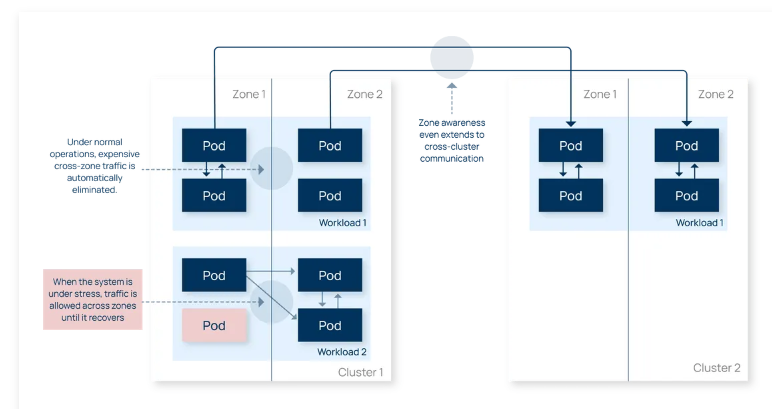 Zone 1
Zone 2
Zone 1
Zone 2
Under normal
operations, expensive
cross-zone traffic is
automatically
eliminated.
Pod
Pod
Pod
Pod
Workload 1
Zone awareness
even extends to
cross-cluster
communication
Pod
Pod
Pod
Pod
Workload 1
When the system is
under stress, traffic is
allowed across zones
until it recovers
Pod
Pod
Pod
Pod
Workload 2
Cluster 1
Cluster 2